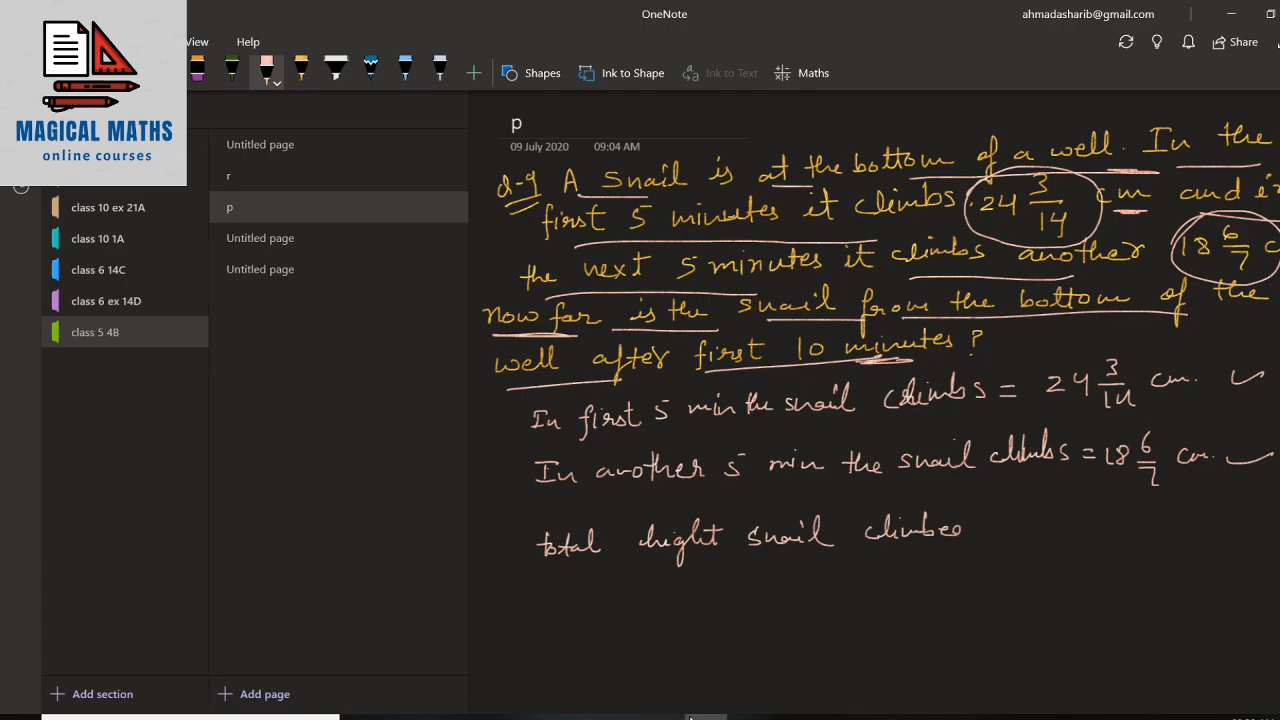 OneNote
ahmadasharib@gmail.com
View
Help
Share
Shapes
Ink to Shape
Ink to Text
Maths
MAGICAL MATHS
online courses
class 10 ex 21A
class 10 1A
class 6 14C
class 6 ex 14D
class 5 4B
Untitled page
r
p
Untitled page
Untitled page
Add section
Add page
p
09 July 2020 09:04 AM
Q-9 A Snail is at the bottom of a well. In the
first 5 minutes it climbs 24 3/14 cm and i
the next 5 minutes it climbs another 18 6/7 c
how far is the snail from the bottom of the
well after first 10 minutes?
In first 5 min the snail climbs = 24 3/14 cm.
In another 5 min the snail climbs = 18 6/7 cm.
total hight snail climbes